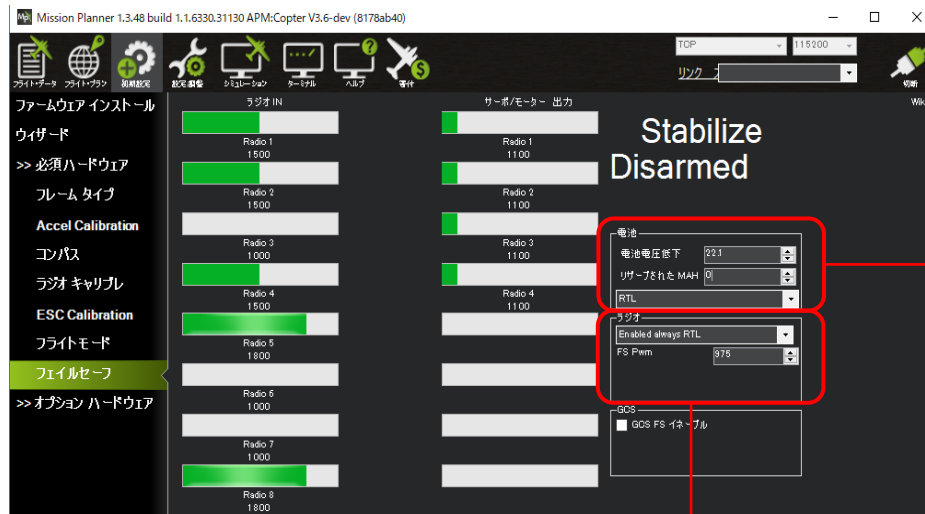 Mission Planner 1.3.48 build 1.1.6330.31130 APM:Copter V3.6-dev (8178ab40)
フライト・データ フライト・プラン 初期設定 設定調整 シミュレーション ターミナル ヘルプ 寄付
TCP 115200
リンク
切断
ファームウェアインストール
ウィザード
>> 必須ハードウェア
フレーム タイプ
Accel Calibration
コンパス
ラジオ キャリブレ
ESC Calibration
フライトモード
フェイルセーフ
>> オプション ハードウェア
ラジオ IN
Radio 1
1500
Radio 2
1500
Radio 3
1000
Radio 4
1500
Radio 5
1800
Radio 6
1000
Radio 7
1000
Radio 8
1800
サーボ/モーター 出力
Radio 1
1100
Radio 2
1100
Radio 3
1100
Radio 4
1100
Wik
Stabilize
Disarmed
電池
電池電圧低下 22.1
リザーブされた MAH 0
RTL
ラジオ
Enabled always RTL
FS Pwm 975
GCS
GCS FS イネーブル